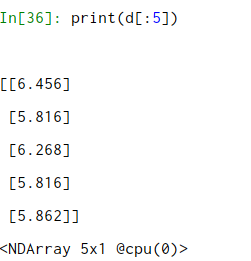 In[36]: print(d[:5])
[[6.456]
[5.816]
[6.268]
[5.816]
[5.862]]
<NDArray 5x1 @cpu(0)>